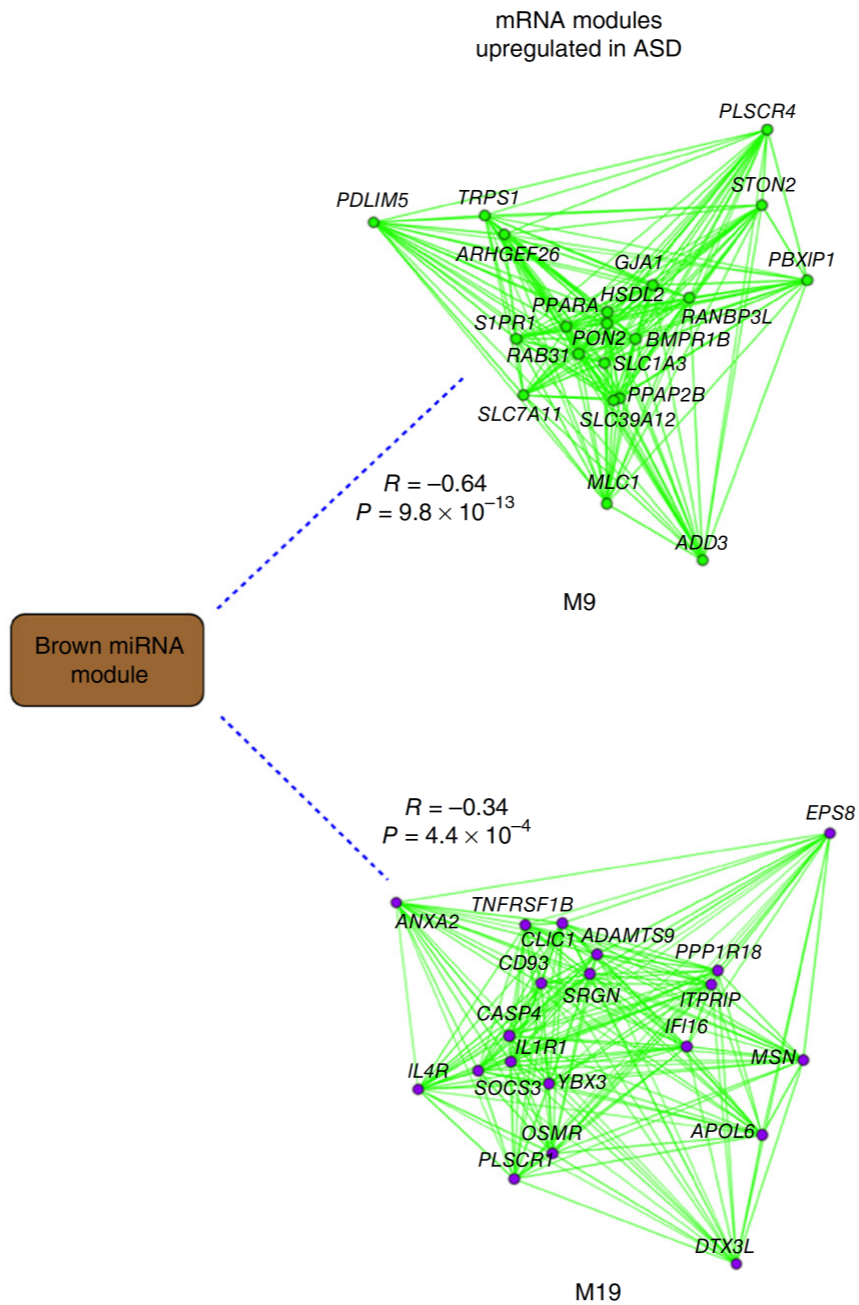 mRNA modules
upregulated in ASD
PLSCR4
STON2
PDLIM5
TRPS1
ARHGEF26
GJA1
PBXIP1
HSDL2
PPARA
RANBP3L
S1PR1
PON2
BMPR1B
RAB31
SLC1A3
PPAP2B
SLC7A11
SLC39A12
MLC1
ADD3
R = −0.64
P = 9.8 × 10⁻¹³
M9
Brown miRNA
module
R = −0.34
P = 4.4 × 10⁻⁴
EPS8
TNFRSF1B
ANXA2
CLIC1
ADAMTS9
CD93
PPP1R18
SRGN
ITPRIP
CASP4
IFI16
IL1R1
MSN
IL4R
SOCS3
YBX3
OSMR
APOL6
PLSCR1
DTX3L
M19